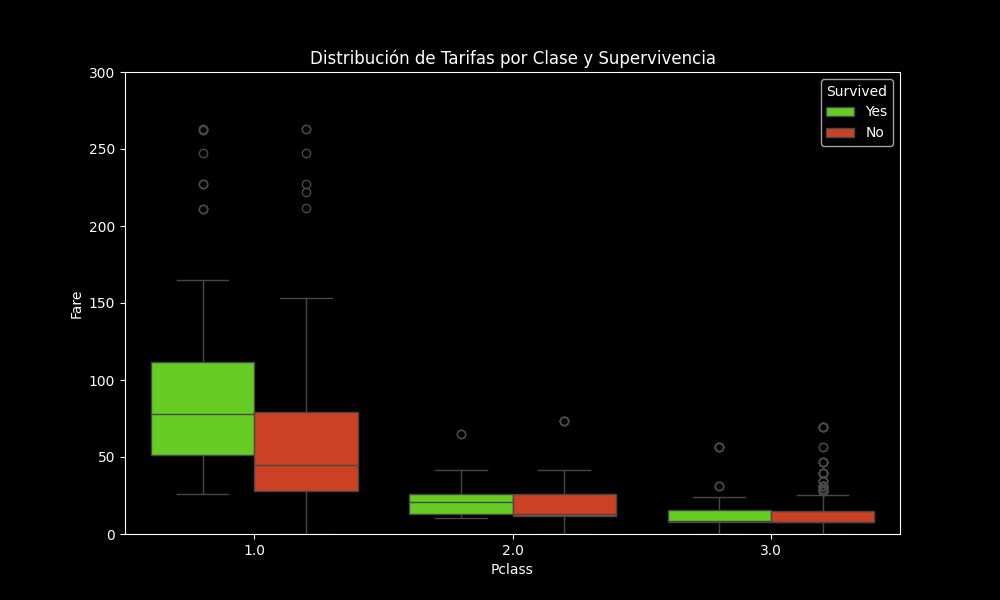 Distribución de Tarifas por Clase y Supervivencia
300
250
200
150
100
50
0
Fare
Survived
Yes
No
1.0 2.0 3.0
Pclass